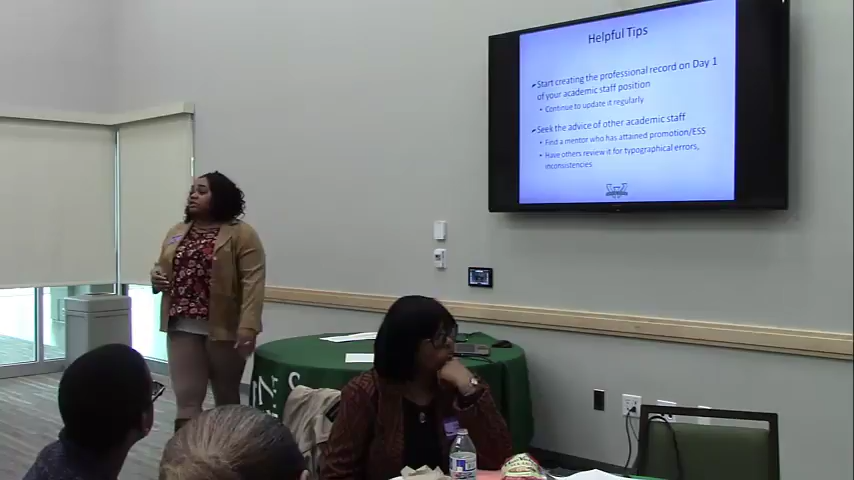 Helpful Tips
Start creating the professional record on Day 1
of your academic staff position
• Continue to update it regularly
Seek the advice of other academic staff
• Find a mentor who has attained promotion/ESS
• Have others review it for typographical errors,
inconsistencies